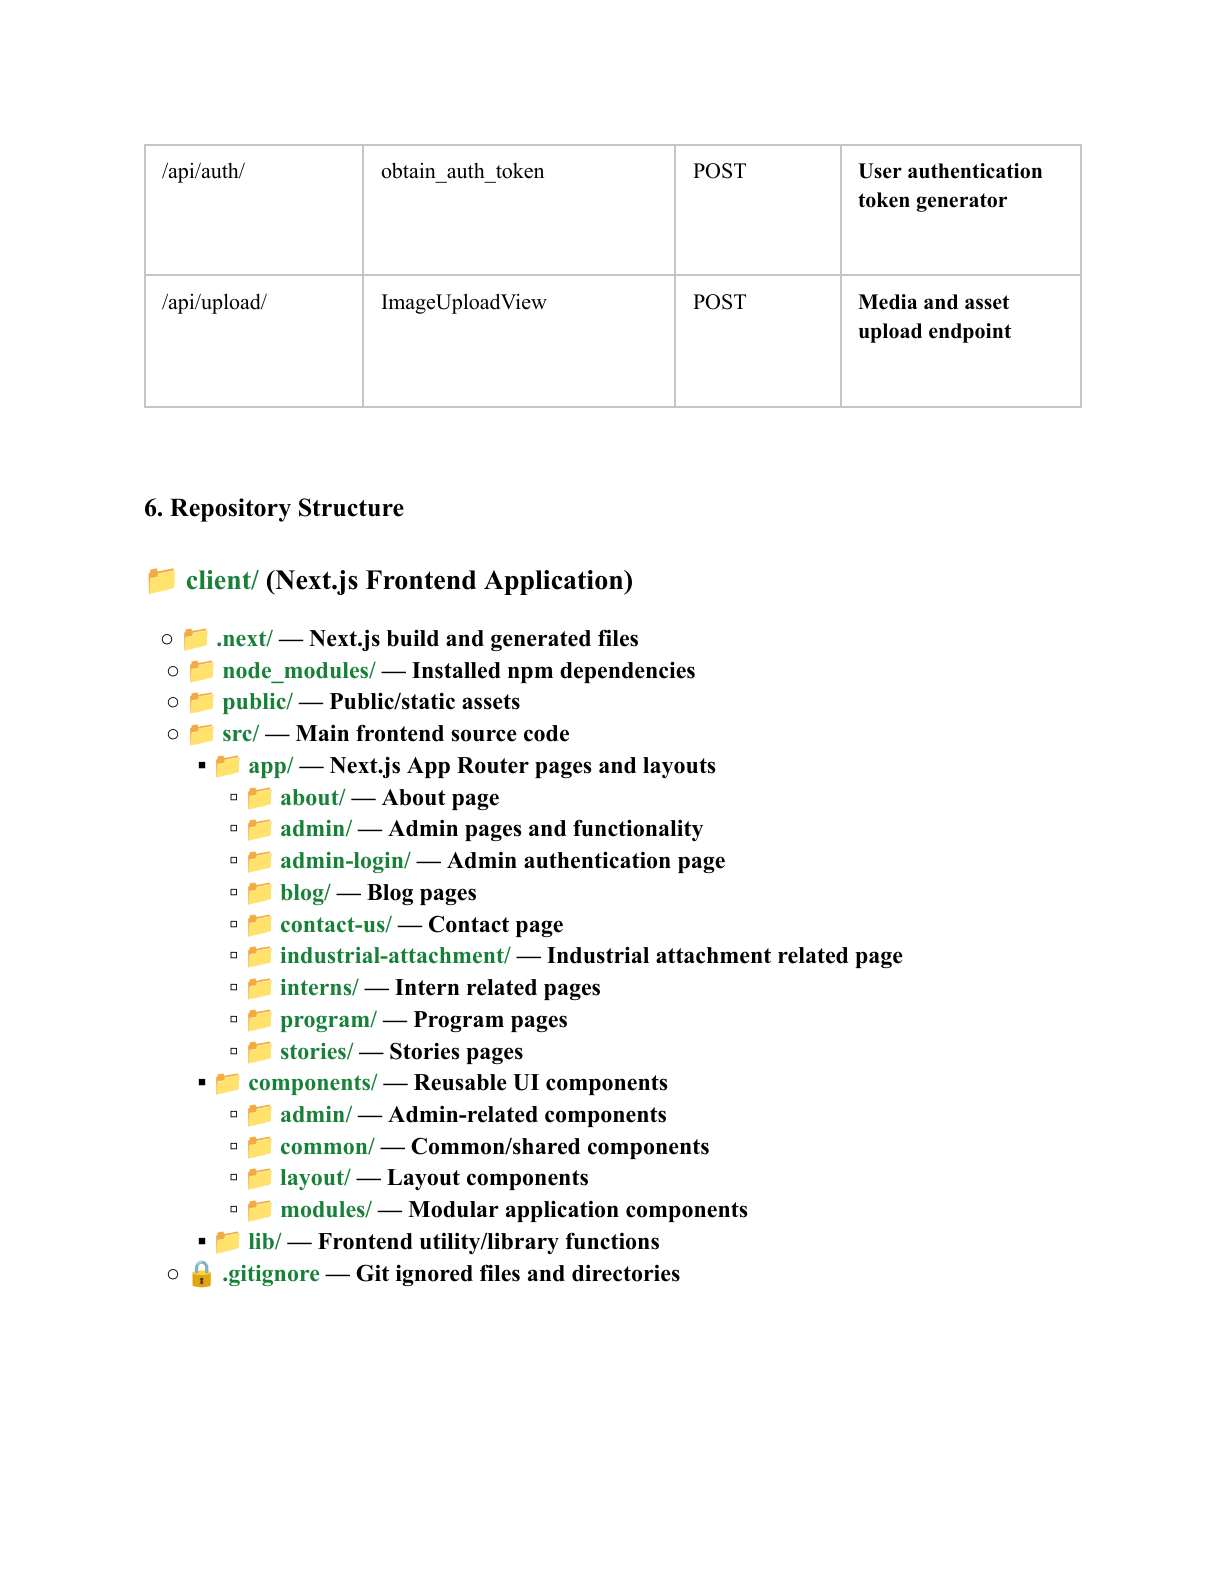 /api/auth/ obtain_auth_token POST User authentication
token generator
/api/upload/ ImageUploadView POST Media and asset
upload endpoint
6. Repository Structure
📁 client/ (Next.js Frontend Application)
○ 📁 .next/ — Next.js build and generated files
○ 📁 node_modules/ — Installed npm dependencies
○ 📁 public/ — Public/static assets
○ 📁 src/ — Main frontend source code
▪ 📁 app/ — Next.js App Router pages and layouts
▫ 📁 about/ — About page
▫ 📁 admin/ — Admin pages and functionality
▫ 📁 admin-login/ — Admin authentication page
▫ 📁 blog/ — Blog pages
▫ 📁 contact-us/ — Contact page
▫ 📁 industrial-attachment/ — Industrial attachment related page
▫ 📁 interns/ — Intern related pages
▫ 📁 program/ — Program pages
▫ 📁 stories/ — Stories pages
▪ 📁 components/ — Reusable UI components
▫ 📁 admin/ — Admin-related components
▫ 📁 common/ — Common/shared components
▫ 📁 layout/ — Layout components
▫ 📁 modules/ — Modular application components
▪ 📁 lib/ — Frontend utility/library functions
○ 🔒 .gitignore — Git ignored files and directories